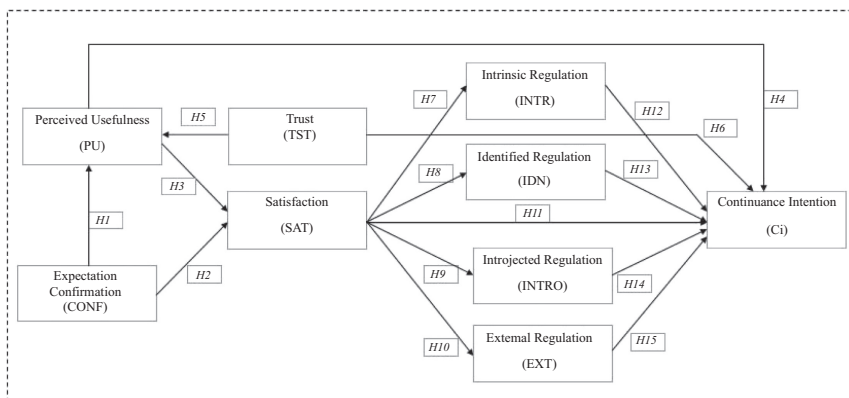 Intrinsic Regulation
(INTR)
H7
H12
H4
Perceived Usefulness
(PU)
H5
Trust
(TST)
H6
Identified Regulation
(IDN)
H8
H13
H3
Satisfaction
(SAT)
H11
Continuance Intention
(Ci)
H1
H2
Expectation
Confirmation
(CONF)
H9
Introjected Regulation
(INTRO)
H14
H10
External Regulation
(EXT)
H15